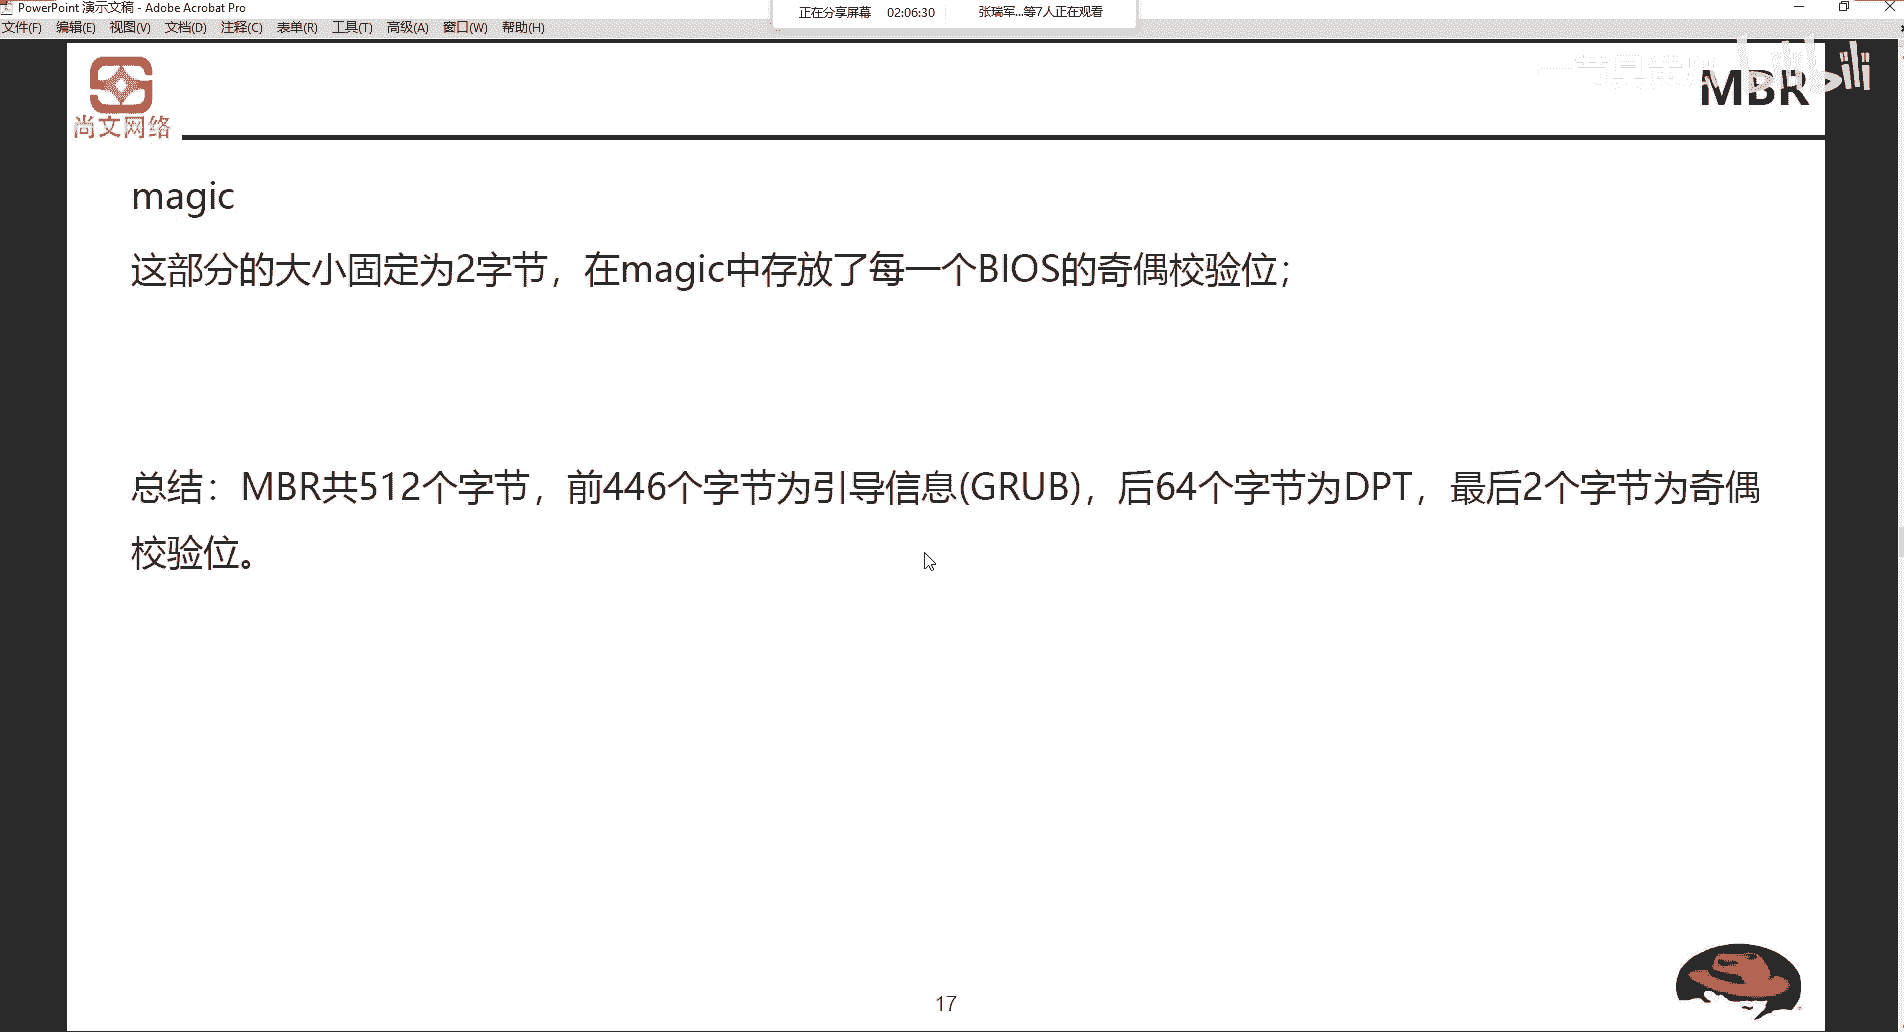 PowerPoint 演示文稿 - Adobe Acrobat Pro
正在分享屏幕 02:06:30 张瑞军...等7人正在观看
文件(F) 编辑(E) 视图(V) 文档(D) 注释(C) 表单(R) 工具(T) 高级(A) 窗口(W) 帮助(H)
bilibili
MBR
尚文网络
magic
这部分的大小固定为2字节，在magic中存放了每一个BIOS的奇偶校验位；
总结：MBR共512个字节，前446个字节为引导信息(GRUB)，后64个字节为DPT，最后2个字节为奇偶
校验位。
17